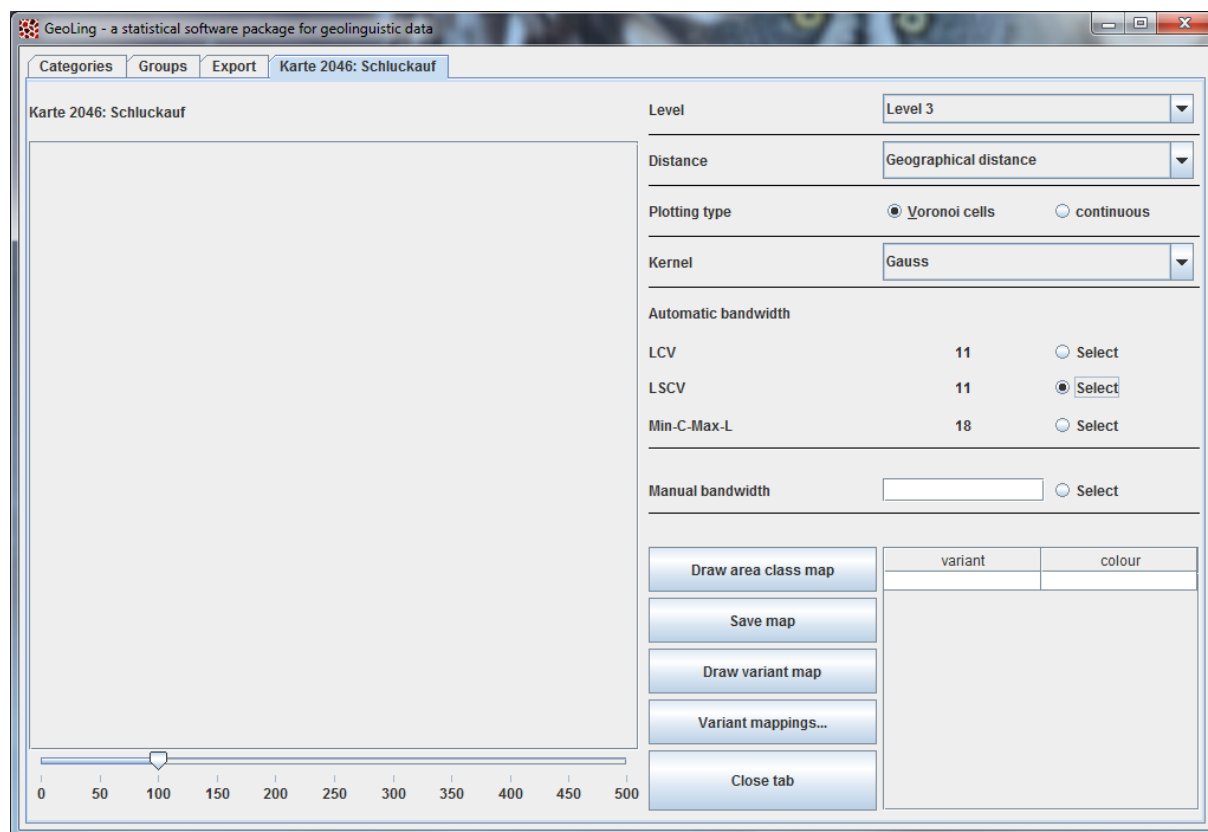 GeoLing - a statistical software package for geolinguistic data
Categories Groups Export Karte 2046: Schluckauf
Karte 2046: Schluckauf
Level Level 3
Distance Geographical distance
Plotting type Voronoi cells continuous
Kernel Gauss
Automatic bandwidth
LCV 11 Select
LSCV 11 Select
Min-C-Max-L 18 Select
Manual bandwidth Select
Draw area class map
variant colour
Save map
Draw variant map
Variant mappings...
Close tab
0 50 100 150 200 250 300 350 400 450 500